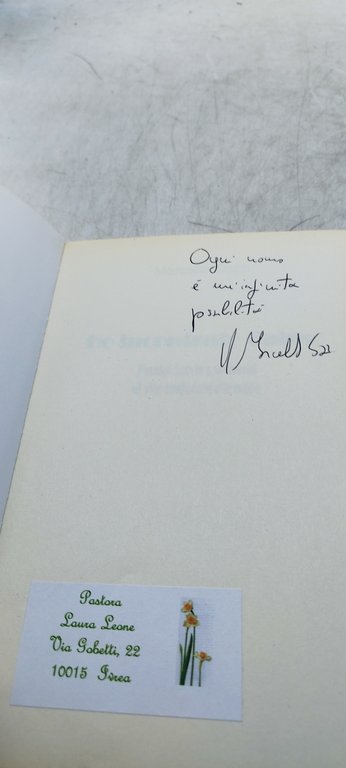 Ogni uomo
è un'infinita
possibilità
Pastora
Laura Leone
Via Gobetti, 22
10015 Ivrea